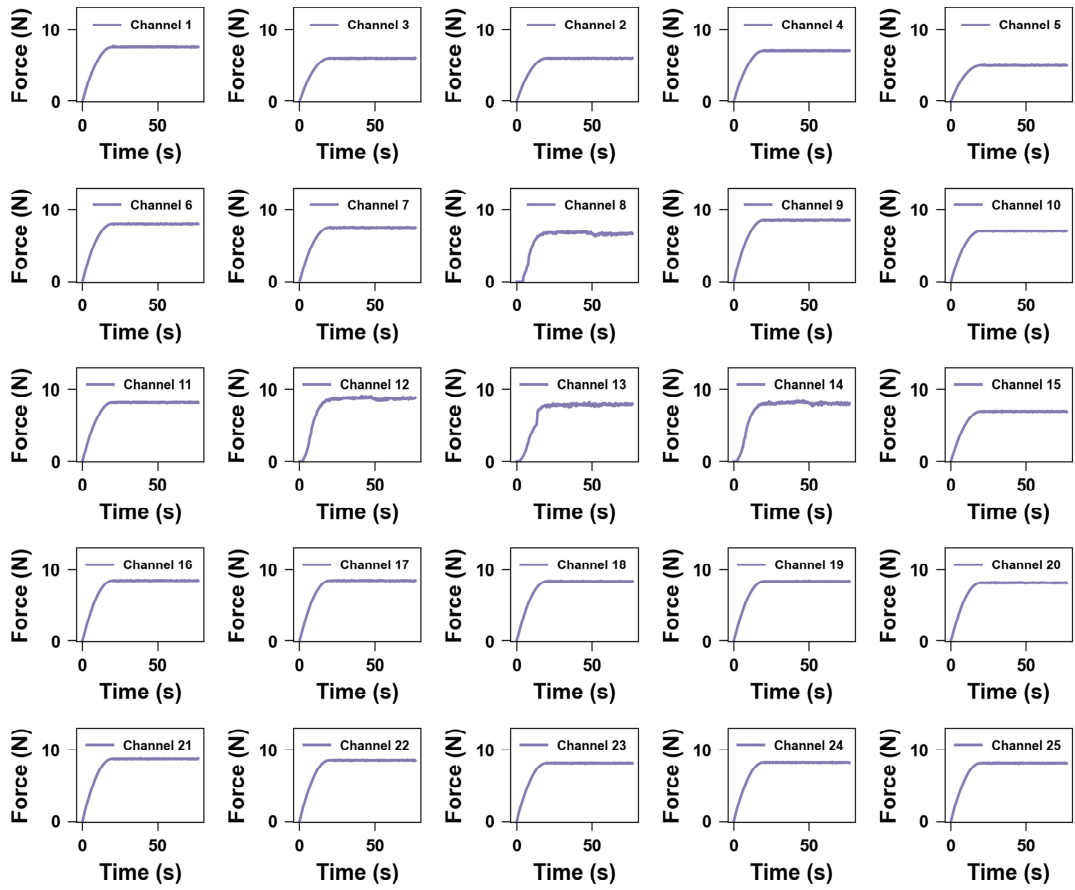 Force (N)
10
0
Channel 1
0 50
Time (s)
Force (N)
10
0
Channel 3
0 50
Time (s)
Force (N)
10
0
Channel 2
0 50
Time (s)
Force (N)
10
0
Channel 4
0 50
Time (s)
Force (N)
10
0
Channel 5
0 50
Time (s)
Force (N)
10
0
Channel 6
0 50
Time (s)
Force (N)
10
0
Channel 7
0 50
Time (s)
Force (N)
10
0
Channel 8
0 50
Time (s)
Force (N)
10
0
Channel 9
0 50
Time (s)
Force (N)
10
0
Channel 10
0 50
Time (s)
Force (N)
10
0
Channel 11
0 50
Time (s)
Force (N)
10
0
Channel 12
0 50
Time (s)
Force (N)
10
0
Channel 13
0 50
Time (s)
Force (N)
10
0
Channel 14
0 50
Time (s)
Force (N)
10
0
Channel 15
0 50
Time (s)
Force (N)
10
0
Channel 16
0 50
Time (s)
Force (N)
10
0
Channel 17
0 50
Time (s)
Force (N)
10
0
Channel 18
0 50
Time (s)
Force (N)
10
0
Channel 19
0 50
Time (s)
Force (N)
10
0
Channel 20
0 50
Time (s)
Force (N)
10
0
Channel 21
0 50
Time (s)
Force (N)
10
0
Channel 22
0 50
Time (s)
Force (N)
10
0
Channel 23
0 50
Time (s)
Force (N)
10
0
Channel 24
0 50
Time (s)
Force (N)
10
0
Channel 25
0 50
Time (s)